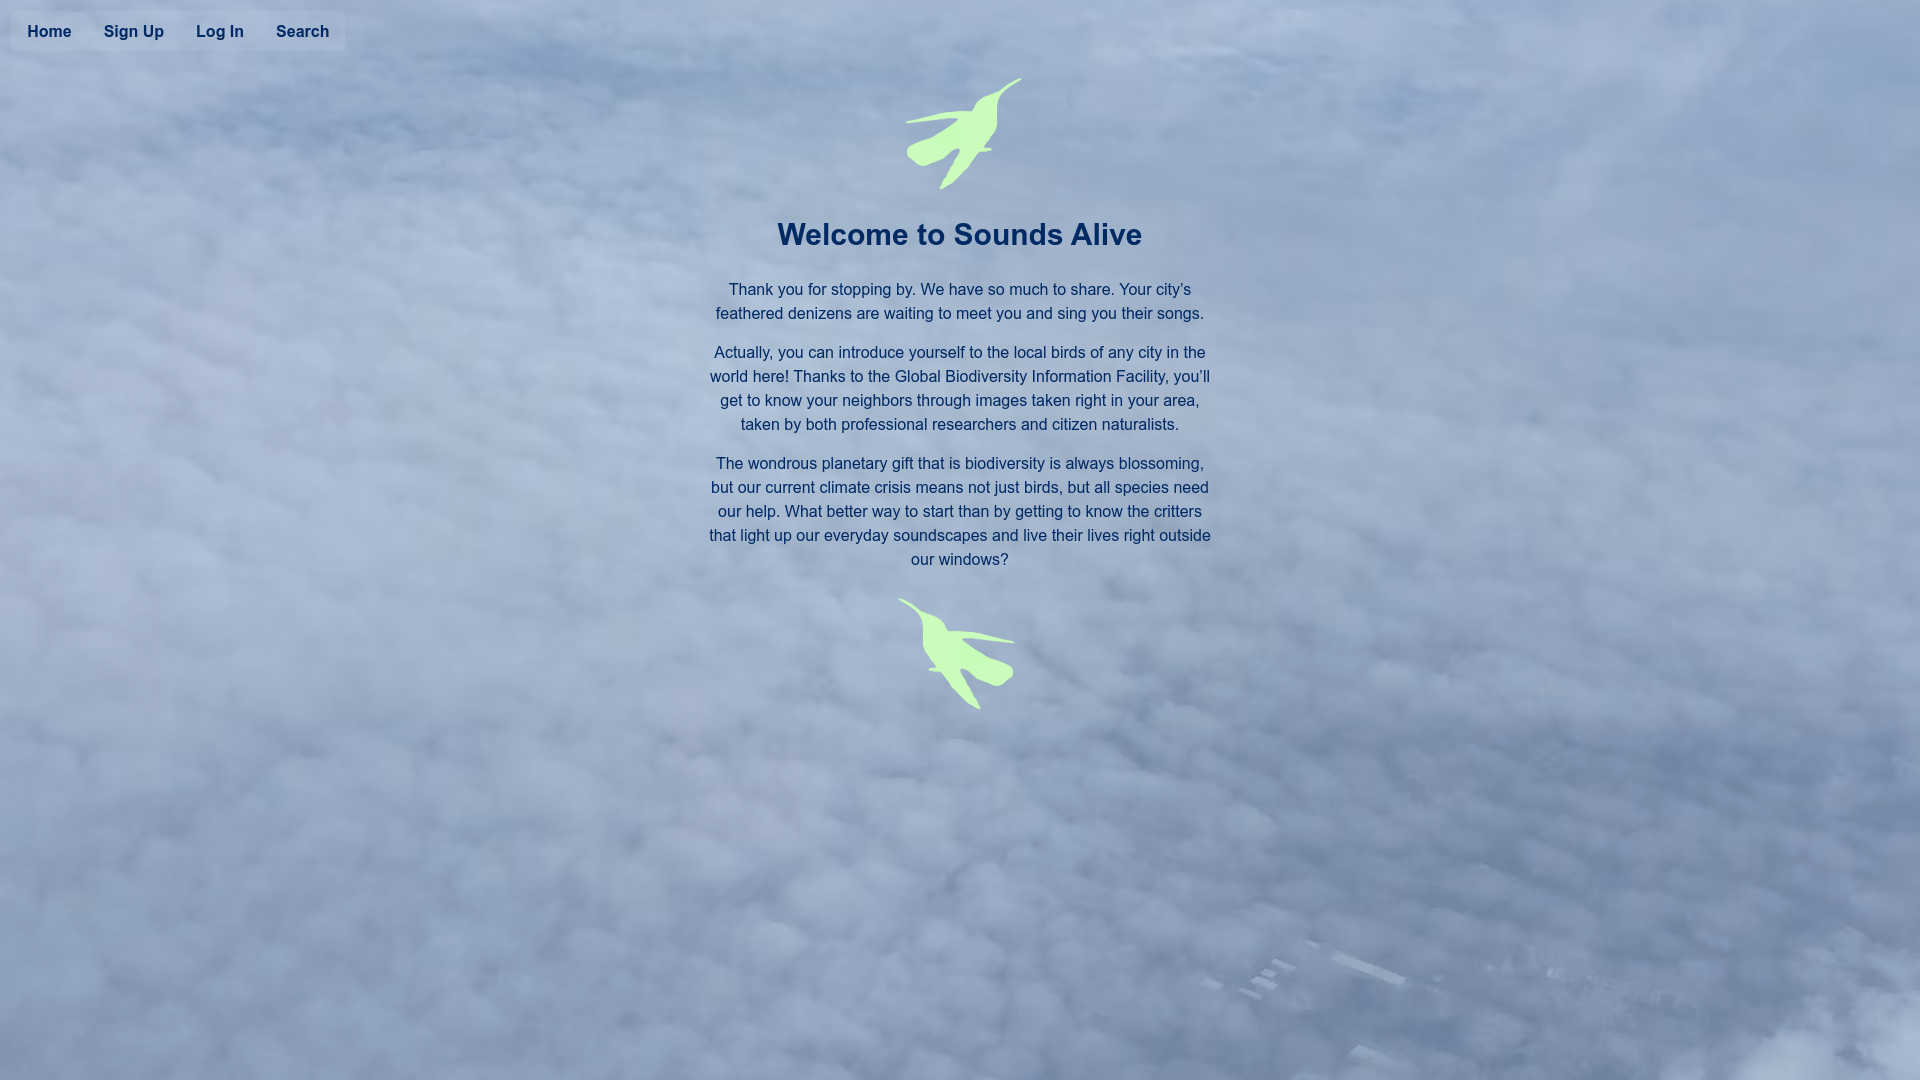 Home Sign Up Log In Search
Welcome to Sounds Alive
Thank you for stopping by. We have so much to share. Your city’s
feathered denizens are waiting to meet you and sing you their songs.
Actually, you can introduce yourself to the local birds of any city in the
world here! Thanks to the Global Biodiversity Information Facility, you’ll
get to know your neighbors through images taken right in your area,
taken by both professional researchers and citizen naturalists.
The wondrous planetary gift that is biodiversity is always blossoming,
but our current climate crisis means not just birds, but all species need
our help. What better way to start than by getting to know the critters
that light up our everyday soundscapes and live their lives right outside
our windows?